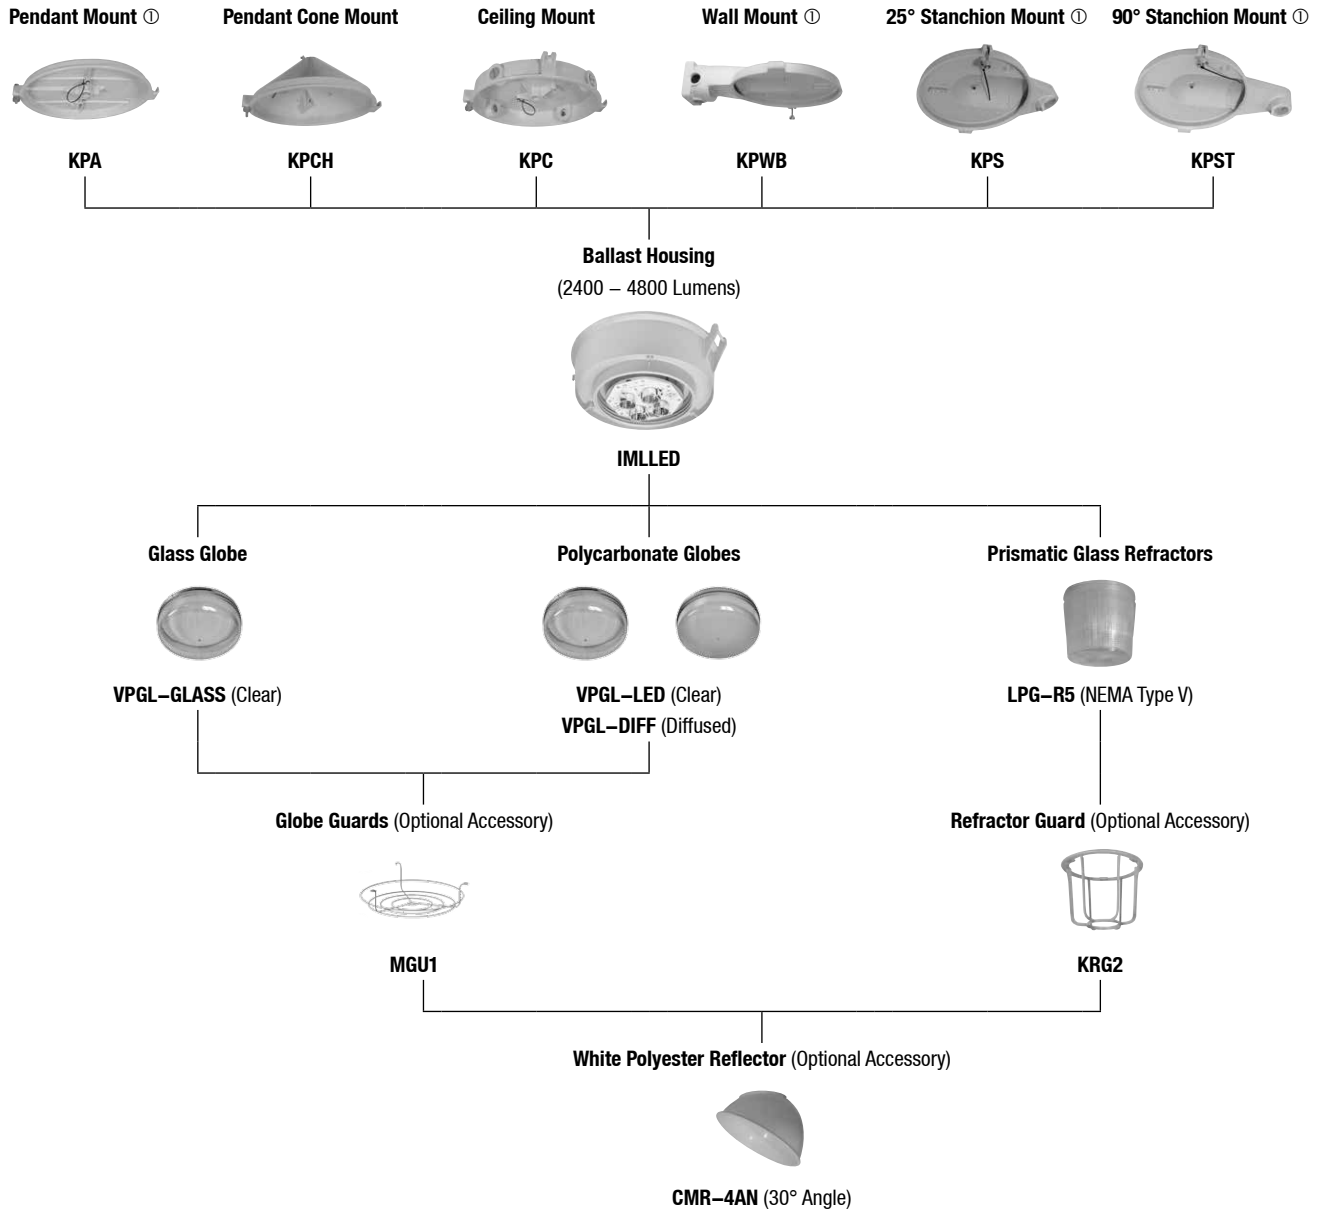 Pendant Mount ①
Pendant Cone Mount
Ceiling Mount
Wall Mount ①
25° Stanchion Mount ①
90° Stanchion Mount ①
KPA
KPCH
KPC
KPWB
KPS
KPST
Ballast Housing
(2400 – 4800 Lumens)
IMLLED
Glass Globe
Polycarbonate Globes
Prismatic Glass Refractors
VPGL–GLASS (Clear)
VPGL–LED (Clear)
VPGL–DIFF (Diffused)
LPG–R5 (NEMA Type V)
Globe Guards (Optional Accessory)
Refractor Guard (Optional Accessory)
MGU1
KRG2
White Polyester Reflector (Optional Accessory)
CMR–4AN (30° Angle)